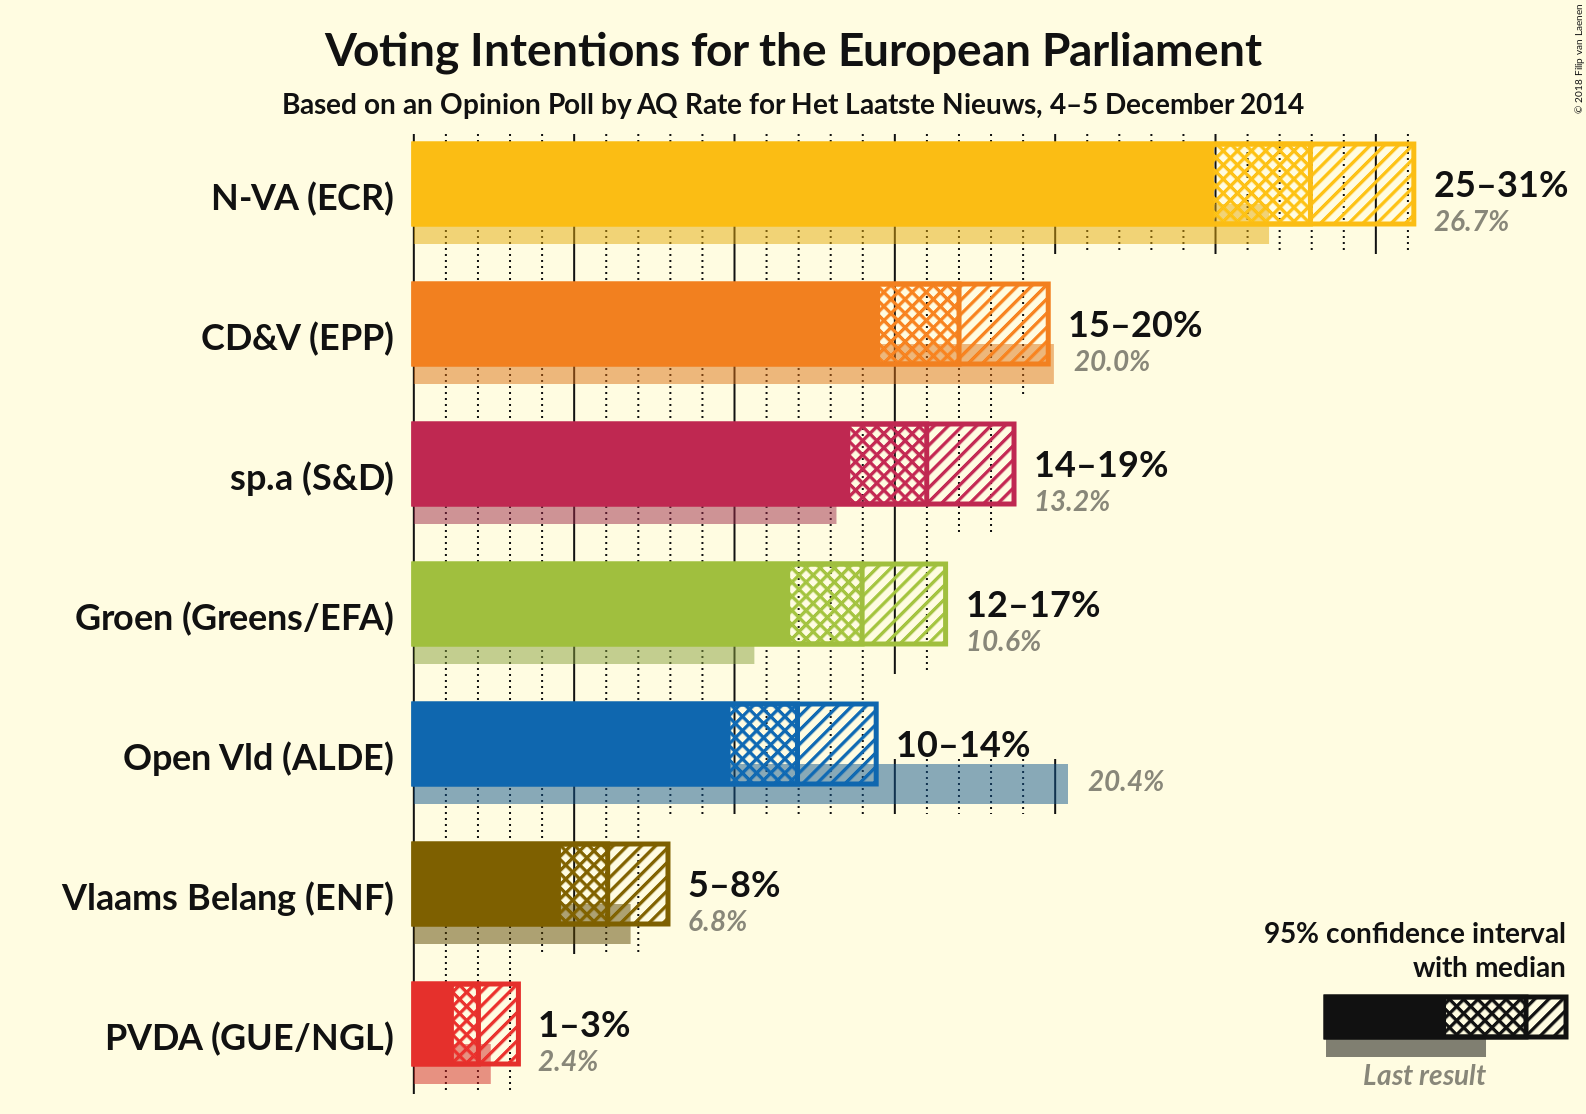 Voting Intentions for the European Parliament
Based on an Opinion Poll by AQ Rate for Het Laatste Nieuws, 4–5 December 2014
© 2018 Filip van Laenen
N-VA (ECR)
25–31%
26.7%
CD&V (EPP)
15–20%
20.0%
sp.a (S&D)
14–19%
13.2%
Groen (Greens/EFA)
12–17%
10.6%
Open Vld (ALDE)
10–14%
20.4%
Vlaams Belang (ENF)
5–8%
6.8%
PVDA (GUE/NGL)
1–3%
2.4%
95% confidence interval
with median
Last result